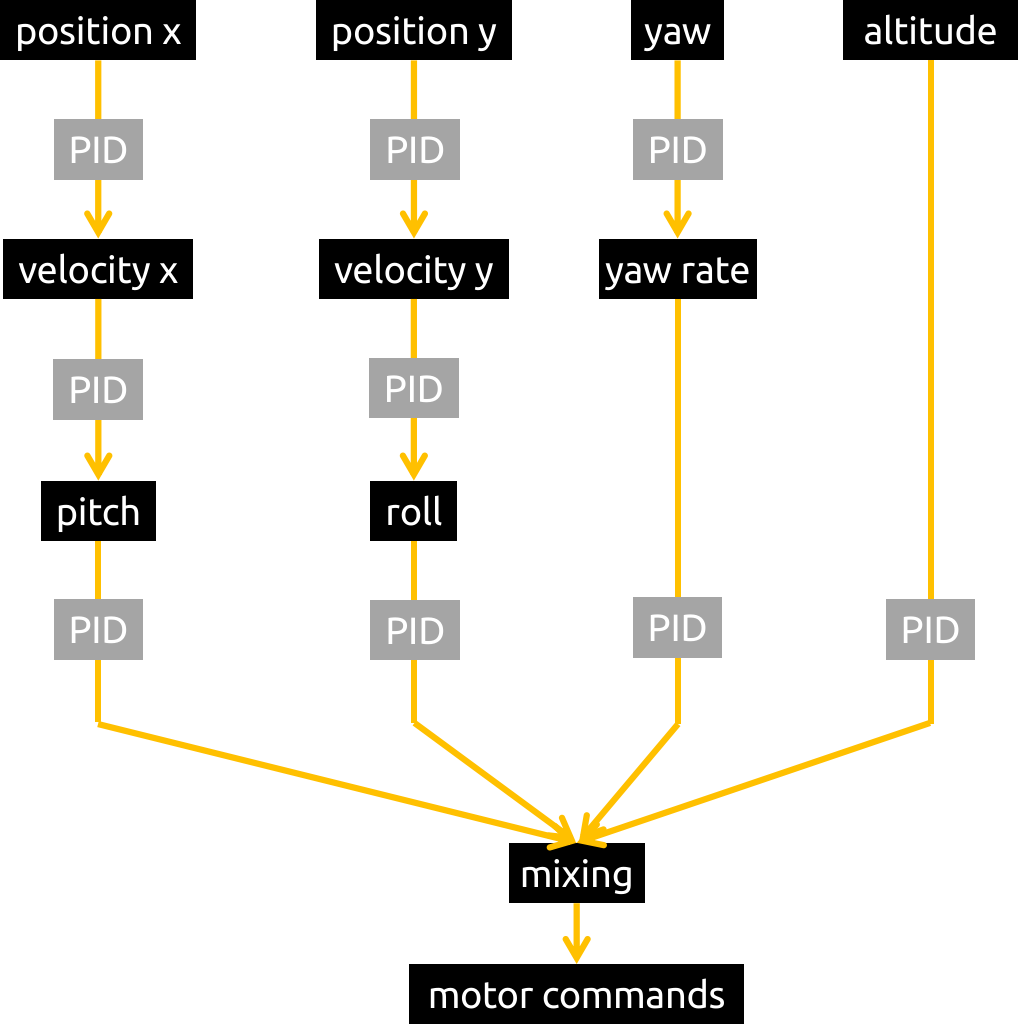 position x
position y
yaw
altitude
PID
PID
PID
velocity x
velocity y
yaw rate
PID
PID
pitch
roll
PID
PID
PID
PID
mixing
motor commands